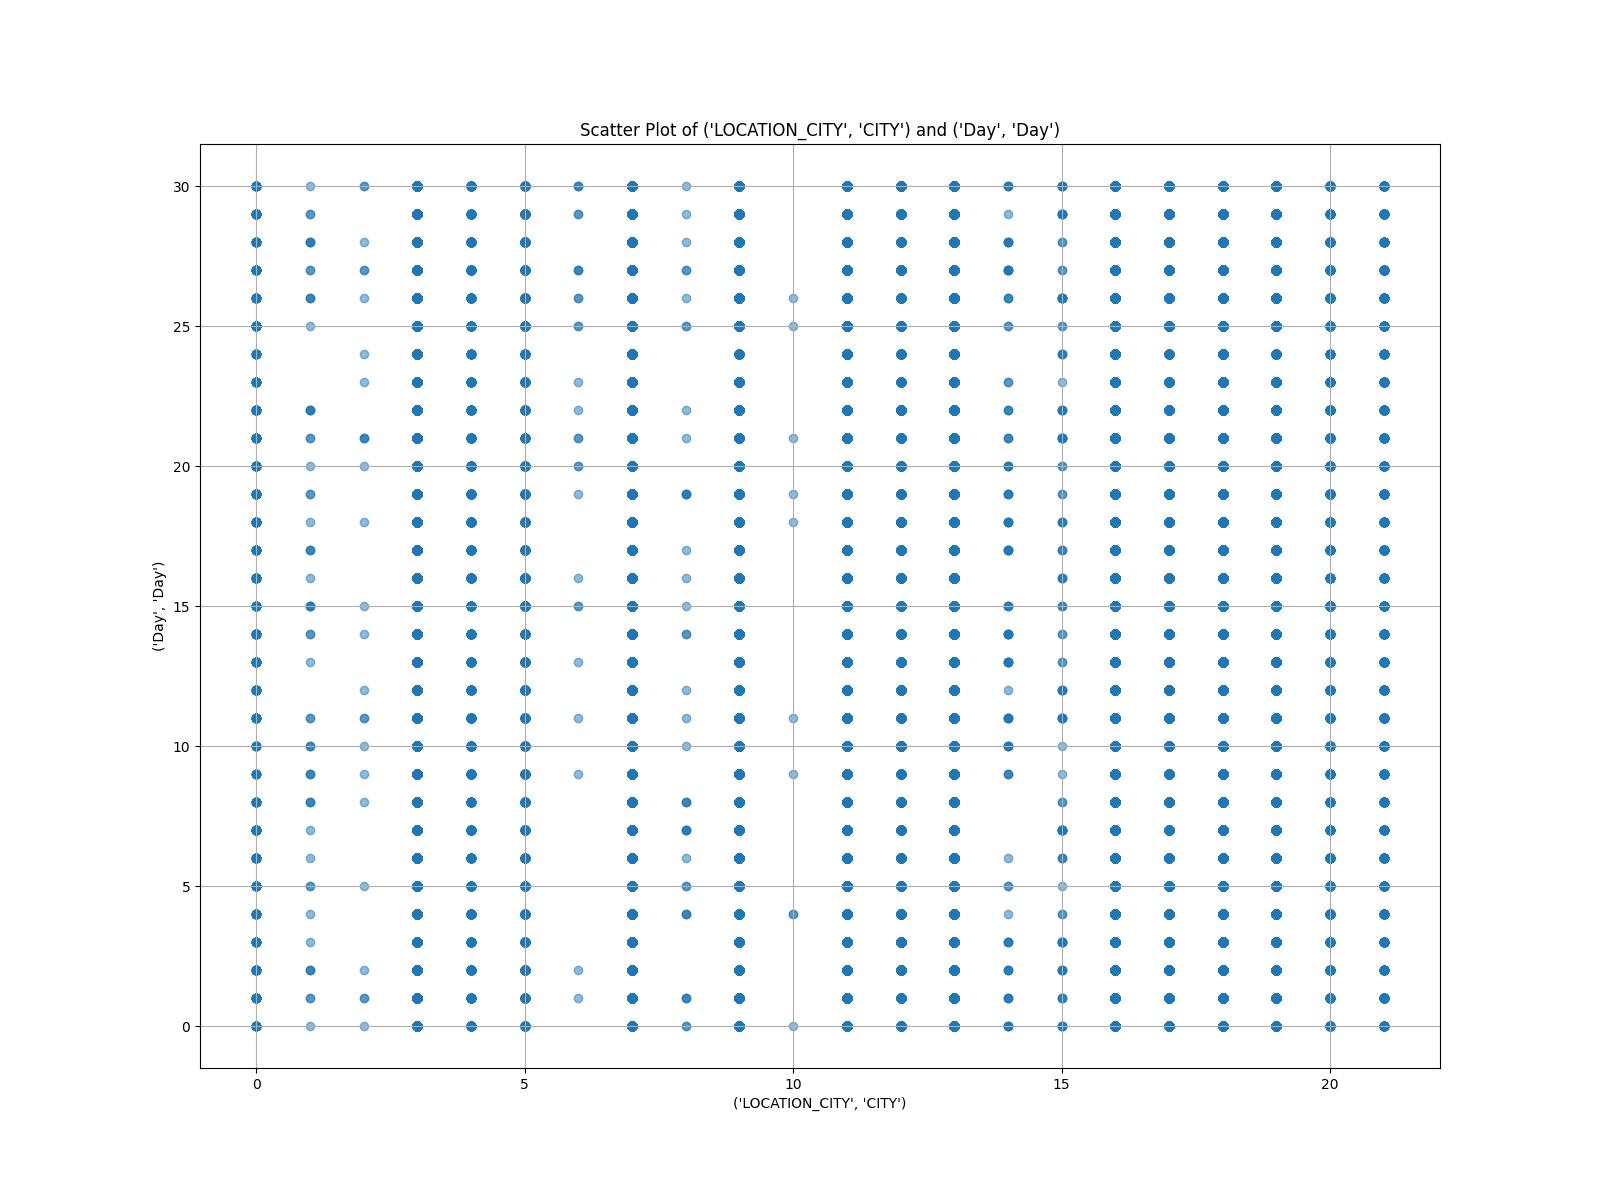 Scatter Plot of ('LOCATION_CITY', 'CITY') and ('Day', 'Day')
30
25
20
15
10
5
0
('Day', 'Day')
0 5 10 15 20
('LOCATION_CITY', 'CITY')